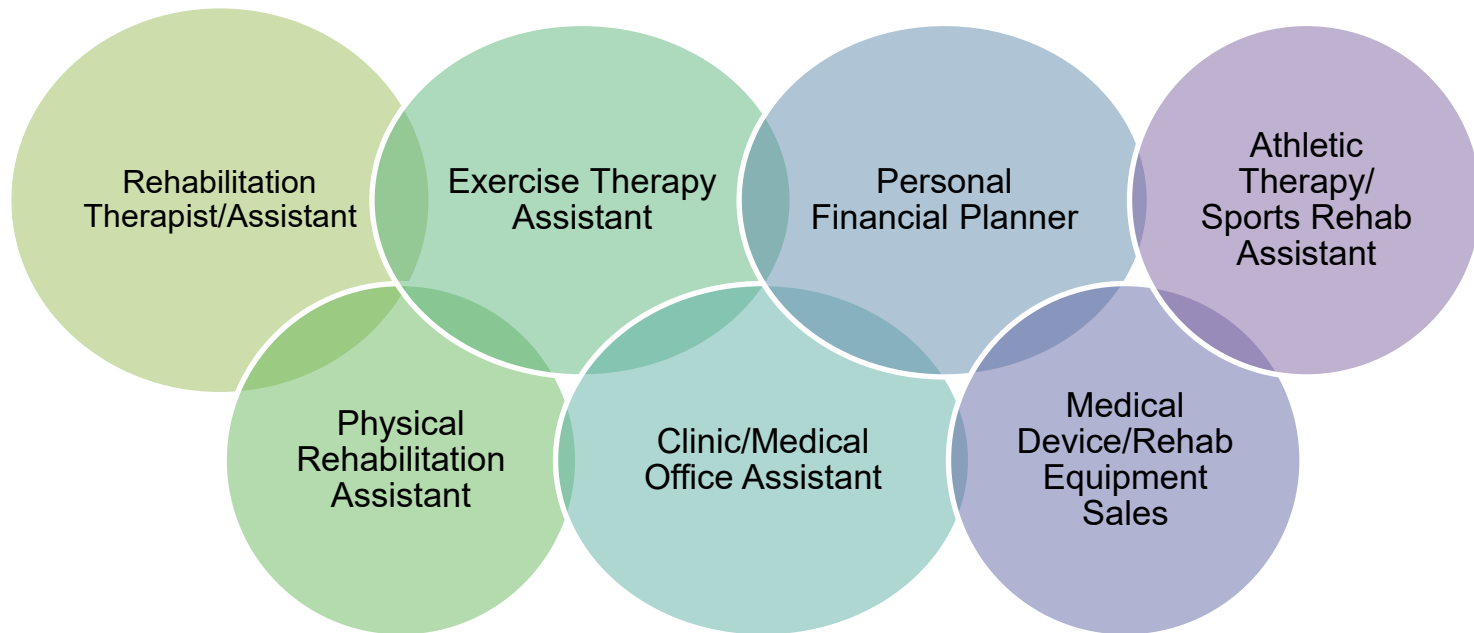 Rehabilitation
Therapist/Assistant
Exercise Therapy
Assistant
Personal
Financial Planner
Athletic
Therapy/
Sports Rehab
Assistant
Physical
Rehabilitation
Assistant
Clinic/Medical
Office Assistant
Medical
Device/Rehab
Equipment
Sales